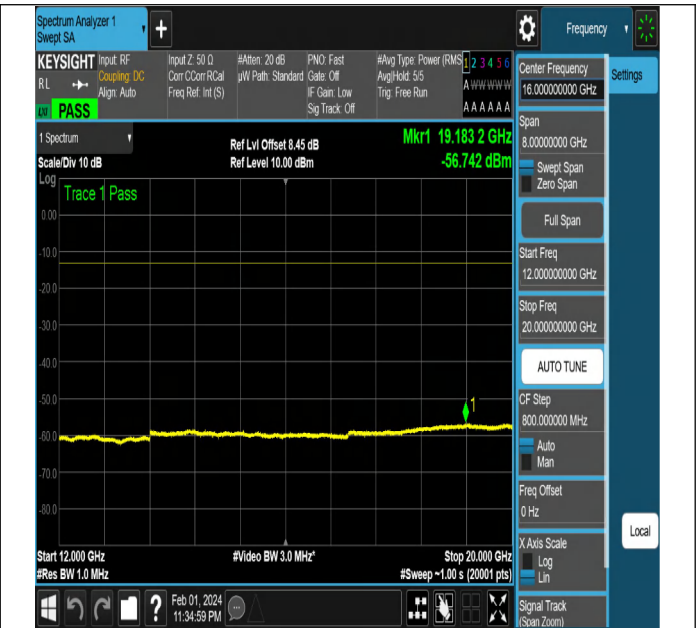 Spectrum Analyzer 1
Swept SA
+
Frequency
KEYSIGHT
RL
Input: RF
Coupling: DC
Align: Auto
Input Z: 50 Ω
Corr CCorr RCal
Freq Ref: Int (S)
#Atten: 20 dB
µW Path: Standard
PNO: Fast
Gate: Off
IF Gain: Low
Sig Track: Off
#Avg Type: Power (RMS)
Avg|Hold: 5/5
Trig: Free Run
1 2 3 4 5 6
A W W W W W
A A A A A A
LXI PASS
1 Spectrum
Scale/Div 10 dB
Ref Lvl Offset 8.45 dB
Ref Level 10.00 dBm
Mkr1 19.183 2 GHz
-56.742 dBm
Log
Trace 1 Pass
0.00
-10.0
-20.0
-30.0
-40.0
-50.0
-60.0
-70.0
-80.0
1
Start 12.000 GHz
#Res BW 1.0 MHz
#Video BW 3.0 MHz*
Stop 20.000 GHz
#Sweep ~1.00 s (20001 pts)
Center Frequency
16.000000000 GHz
Settings
Span
8.00000000 GHz
Swept Span
Zero Span
Full Span
Start Freq
12.000000000 GHz
Stop Freq
20.000000000 GHz
AUTO TUNE
CF Step
800.000000 MHz
Auto
Man
Freq Offset
0 Hz
X Axis Scale
Log
Lin
Local
Signal Track
(Span Zoom)
?
Feb 01, 2024
11:34:59 PM